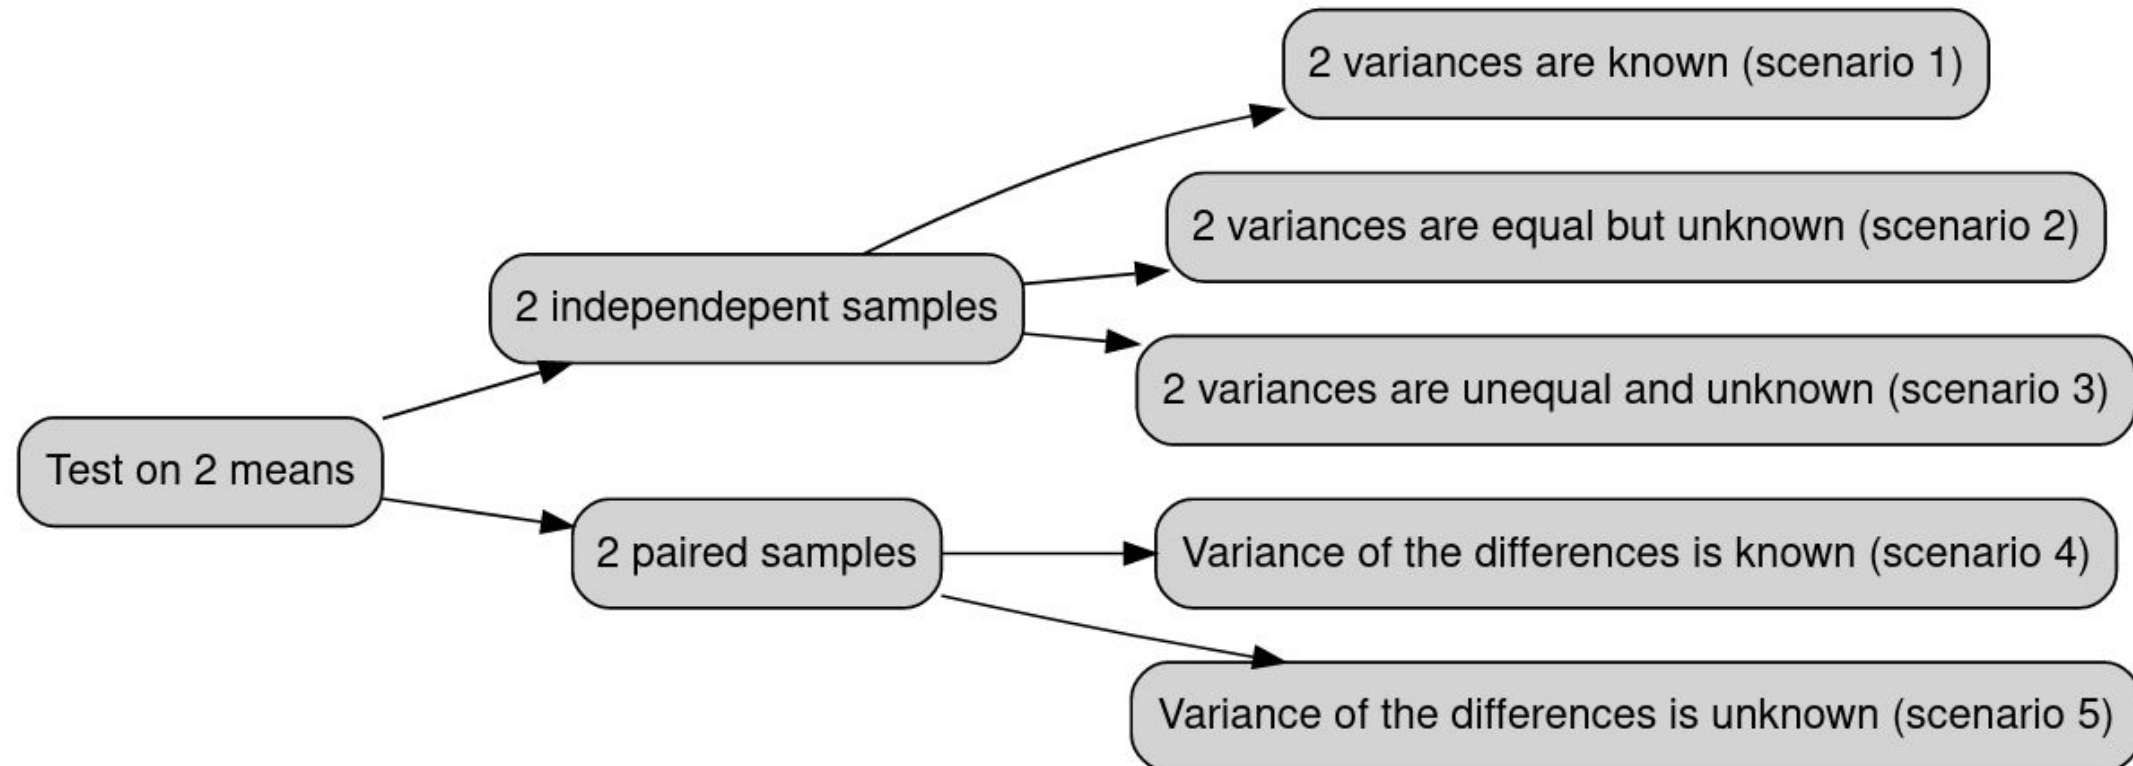 2 variances are known (scenario 1)
2 variances are equal but unknown (scenario 2)
2 independepent samples
2 variances are unequal and unknown (scenario 3)
Test on 2 means
2 paired samples
Variance of the differences is known (scenario 4)
Variance of the differences is unknown (scenario 5)